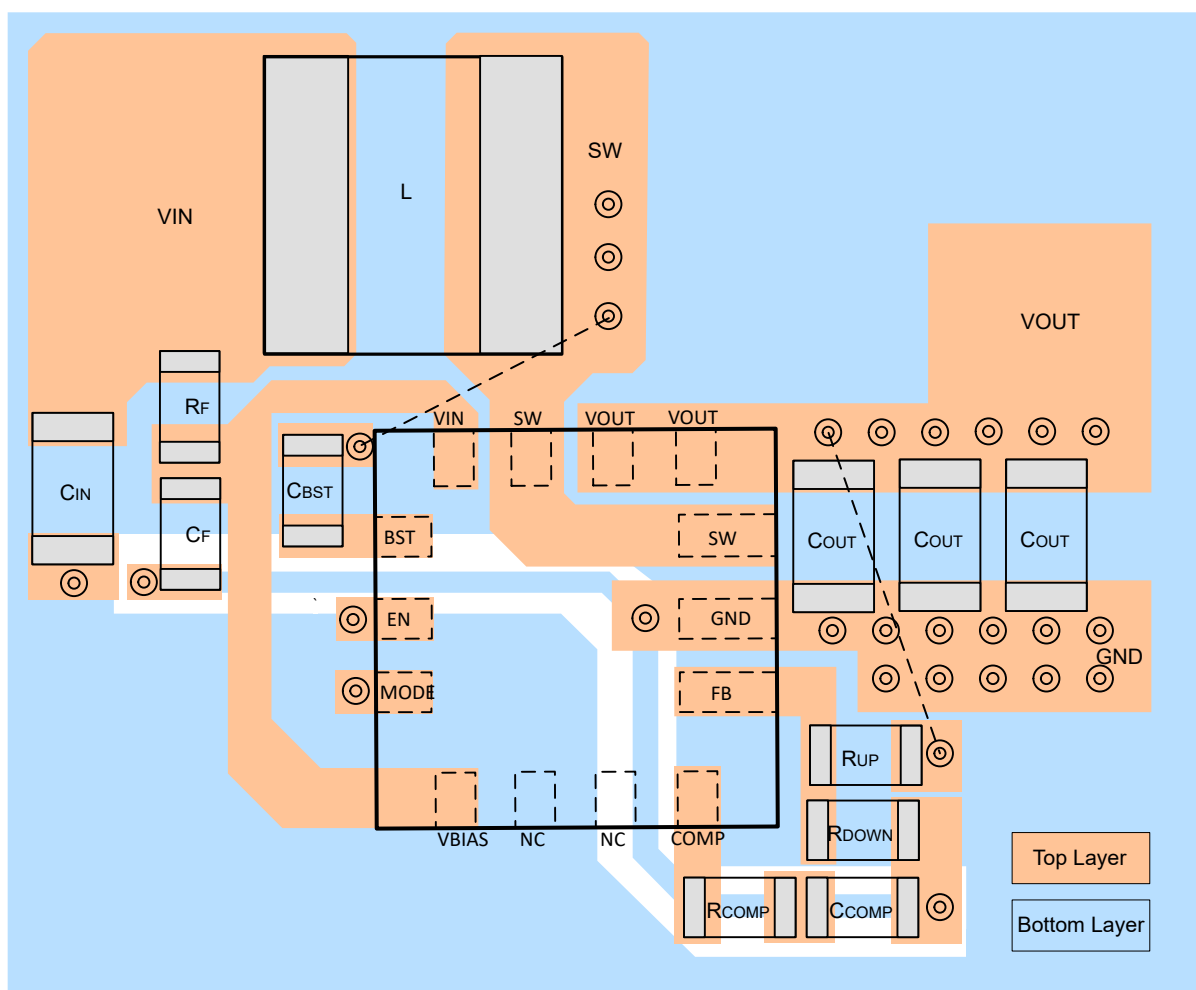 SW
L
VIN
VOUT
RF
VIN
SW
VOUT
VOUT
CIN
CBST
CF
BST
SW
COUT
COUT
COUT
EN
GND
GND
MODE
FB
RUP
VBIAS
NC
NC
COMP
RDOWN
Top Layer
RCOMP
CCOMP
Bottom Layer